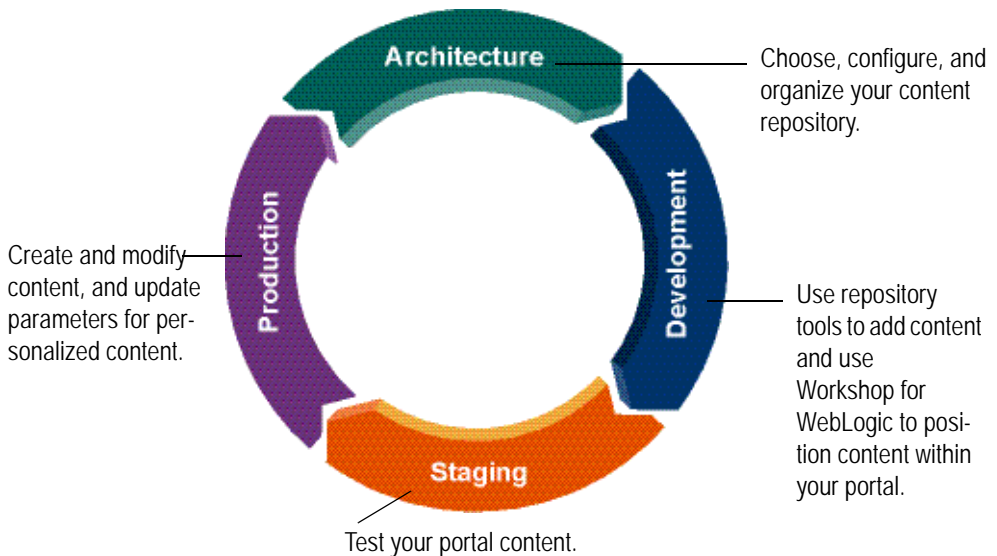 Architecture
Choose, configure, and
organize your content
repository.
Development
Use repository
tools to add content
and use
Workshop for
WebLogic to posi-
tion content within
your portal.
Staging
Test your portal content.
Production
Create and modify
content, and update
parameters for per-
sonalized content.